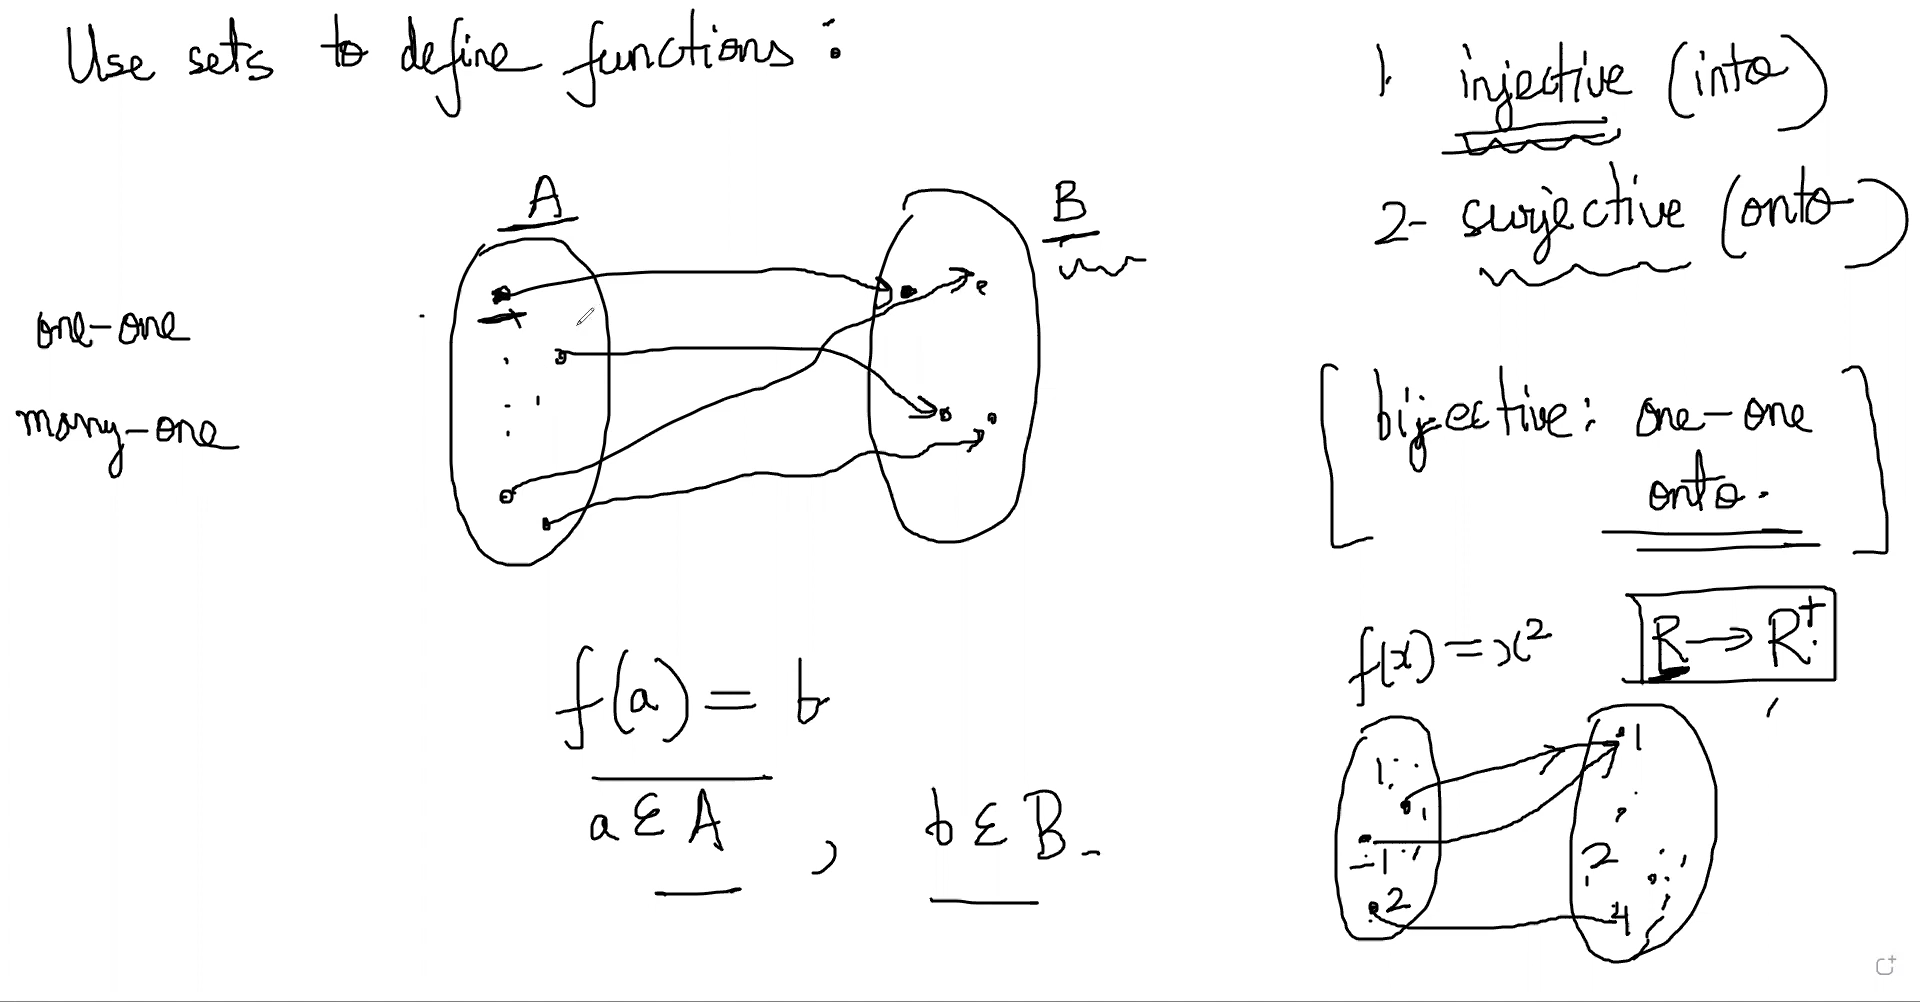 Use sets to define functions:
A
B
one-one
many-one
f(a) = b
a ∈ A , b ∈ B
1. injective (into)
2- surjective (onto)
[ bijective: one-one
onto. ]
f(x) = x² R → R⁺
1
1
-1
2
2
4